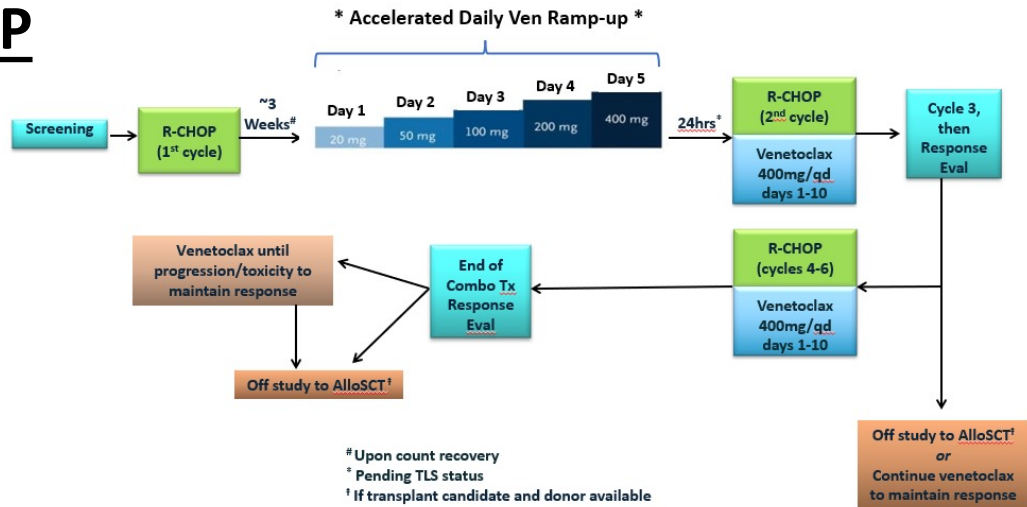 P
* Accelerated Daily Ven Ramp-up *
Screening
R-CHOP
(1st cycle)
~3
Weeks#
Day 1
20 mg
Day 2
50 mg
Day 3
100 mg
Day 4
200 mg
Day 5
400 mg
24hrs*
R-CHOP
(2nd cycle)
Venetoclax
400mg/qd
days 1-10
Cycle 3,
then
Response
Eval
R-CHOP
(cycles 4-6)
Venetoclax
400mg/qd
days 1-10
End of
Combo Tx
Response
Eval
Venetoclax until
progression/toxicity to
maintain response
Off study to AlloSCT‡
Off study to AlloSCT‡
or
Continue venetoclax
to maintain response
# Upon count recovery
* Pending TLS status
‡ If transplant candidate and donor available